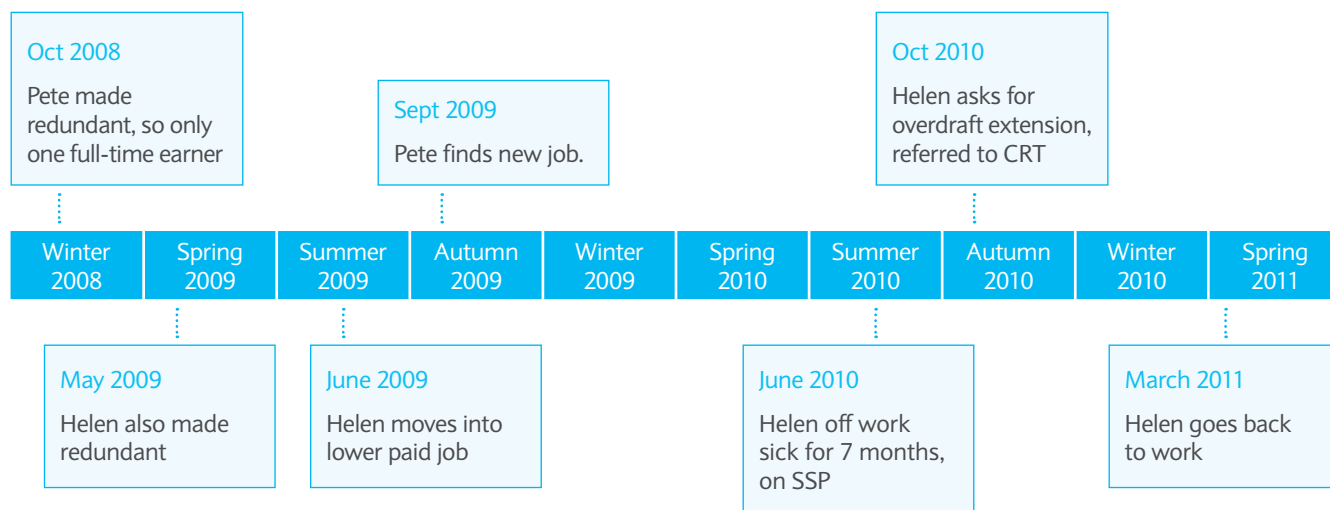 Oct 2008
Pete made
redundant, so only
one full-time earner
Sept 2009
Pete finds new job.
Oct 2010
Helen asks for
overdraft extension,
referred to CRT
Winter
2008
Spring
2009
Summer
2009
Autumn
2009
Winter
2009
Spring
2010
Summer
2010
Autumn
2010
Winter
2010
Spring
2011
May 2009
Helen also made
redundant
June 2009
Helen moves into
lower paid job
June 2010
Helen off work
sick for 7 months,
on SSP
March 2011
Helen goes back
to work